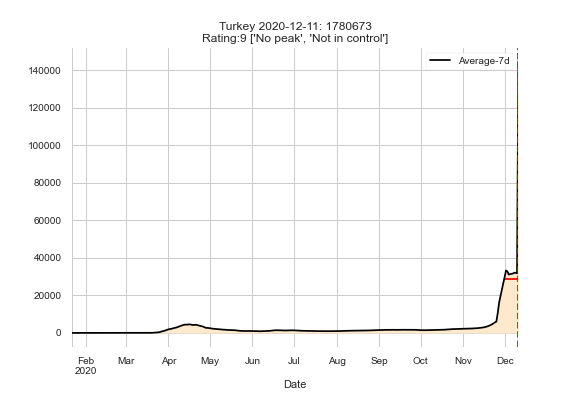 Turkey 2020-12-11: 1780673
Rating:9 ['No peak', 'Not in control']
Average-7d
140000
120000
100000
80000
60000
40000
20000
0
Feb Mar Apr May Jun Jul Aug Sep Oct Nov Dec
2020
Date